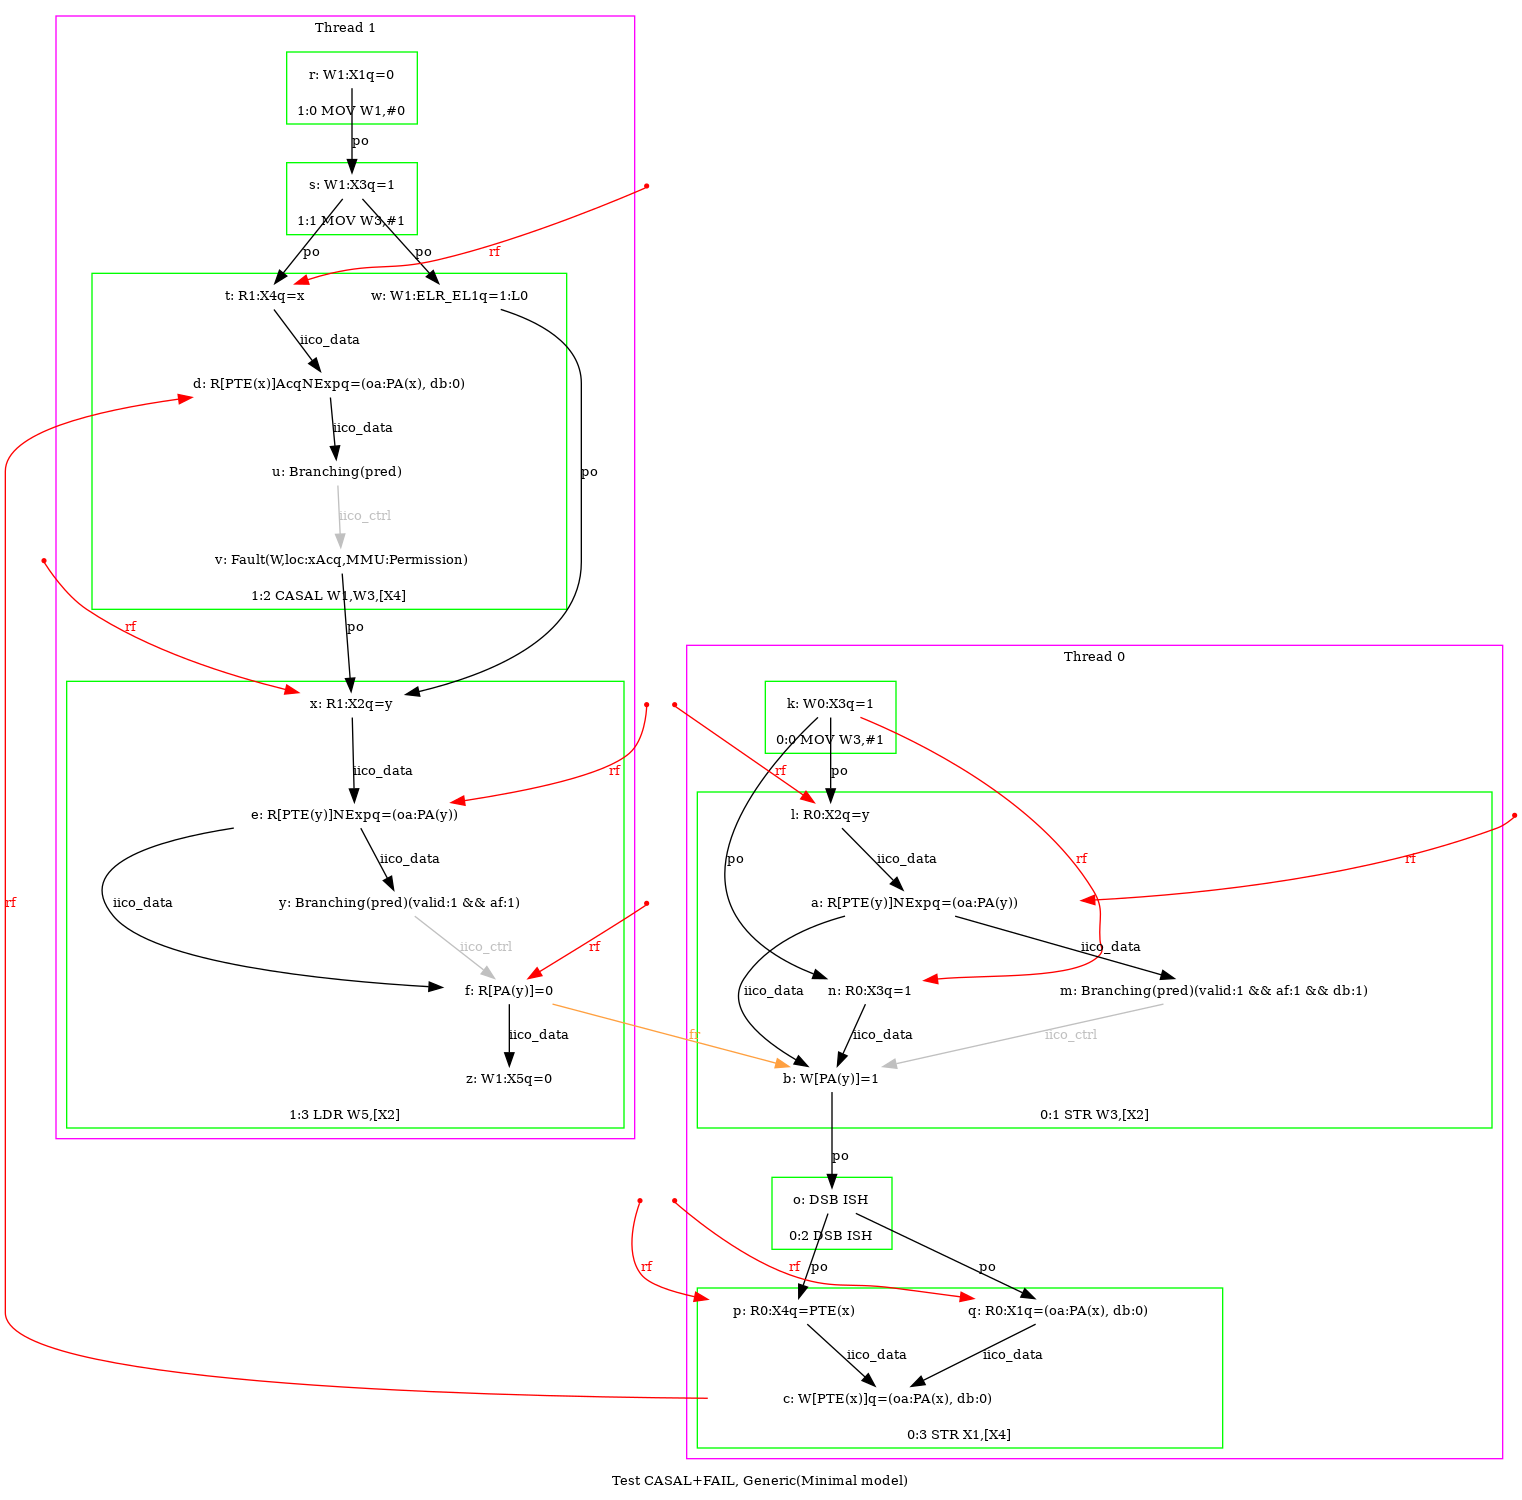 Thread 1
r: W1:X1q=0
1:0 MOV W1,#0
po
s: W1:X3q=1
1:1 MOV W3,#1
po
po
rf
t: R1:X4q=x
w: W1:ELR_EL1q=1:L0
iico_data
d: R[PTE(x)]AcqNExpq=(oa:PA(x), db:0)
iico_data
u: Branching(pred)
po
iico_ctrl
v: Fault(W,loc:xAcq,MMU:Permission)
1:2 CASAL W1,W3,[X4]
rf
po
x: R1:X2q=y
iico_data
rf
e: R[PTE(y)]NExpq=(oa:PA(y))
iico_data
y: Branching(pred)(valid:1 && af:1)
iico_data
iico_ctrl
rf
f: R[PA(y)]=0
iico_data
fr
z: W1:X5q=0
1:3 LDR W5,[X2]
rf
Thread 0
k: W0:X3q=1
0:0 MOV W3,#1
rf
po
l: R0:X2q=y
po
iico_data
rf
rf
a: R[PTE(y)]NExpq=(oa:PA(y))
iico_data
iico_data
n: R0:X3q=1
m: Branching(pred)(valid:1 && af:1 && db:1)
iico_data
iico_ctrl
b: W[PA(y)]=1
0:1 STR W3,[X2]
po
o: DSB ISH
0:2 DSB ISH
rf
rf
po
po
p: R0:X4q=PTE(x)
q: R0:X1q=(oa:PA(x), db:0)
iico_data
iico_data
c: W[PTE(x)]q=(oa:PA(x), db:0)
0:3 STR X1,[X4]
Test CASAL+FAIL, Generic(Minimal model)